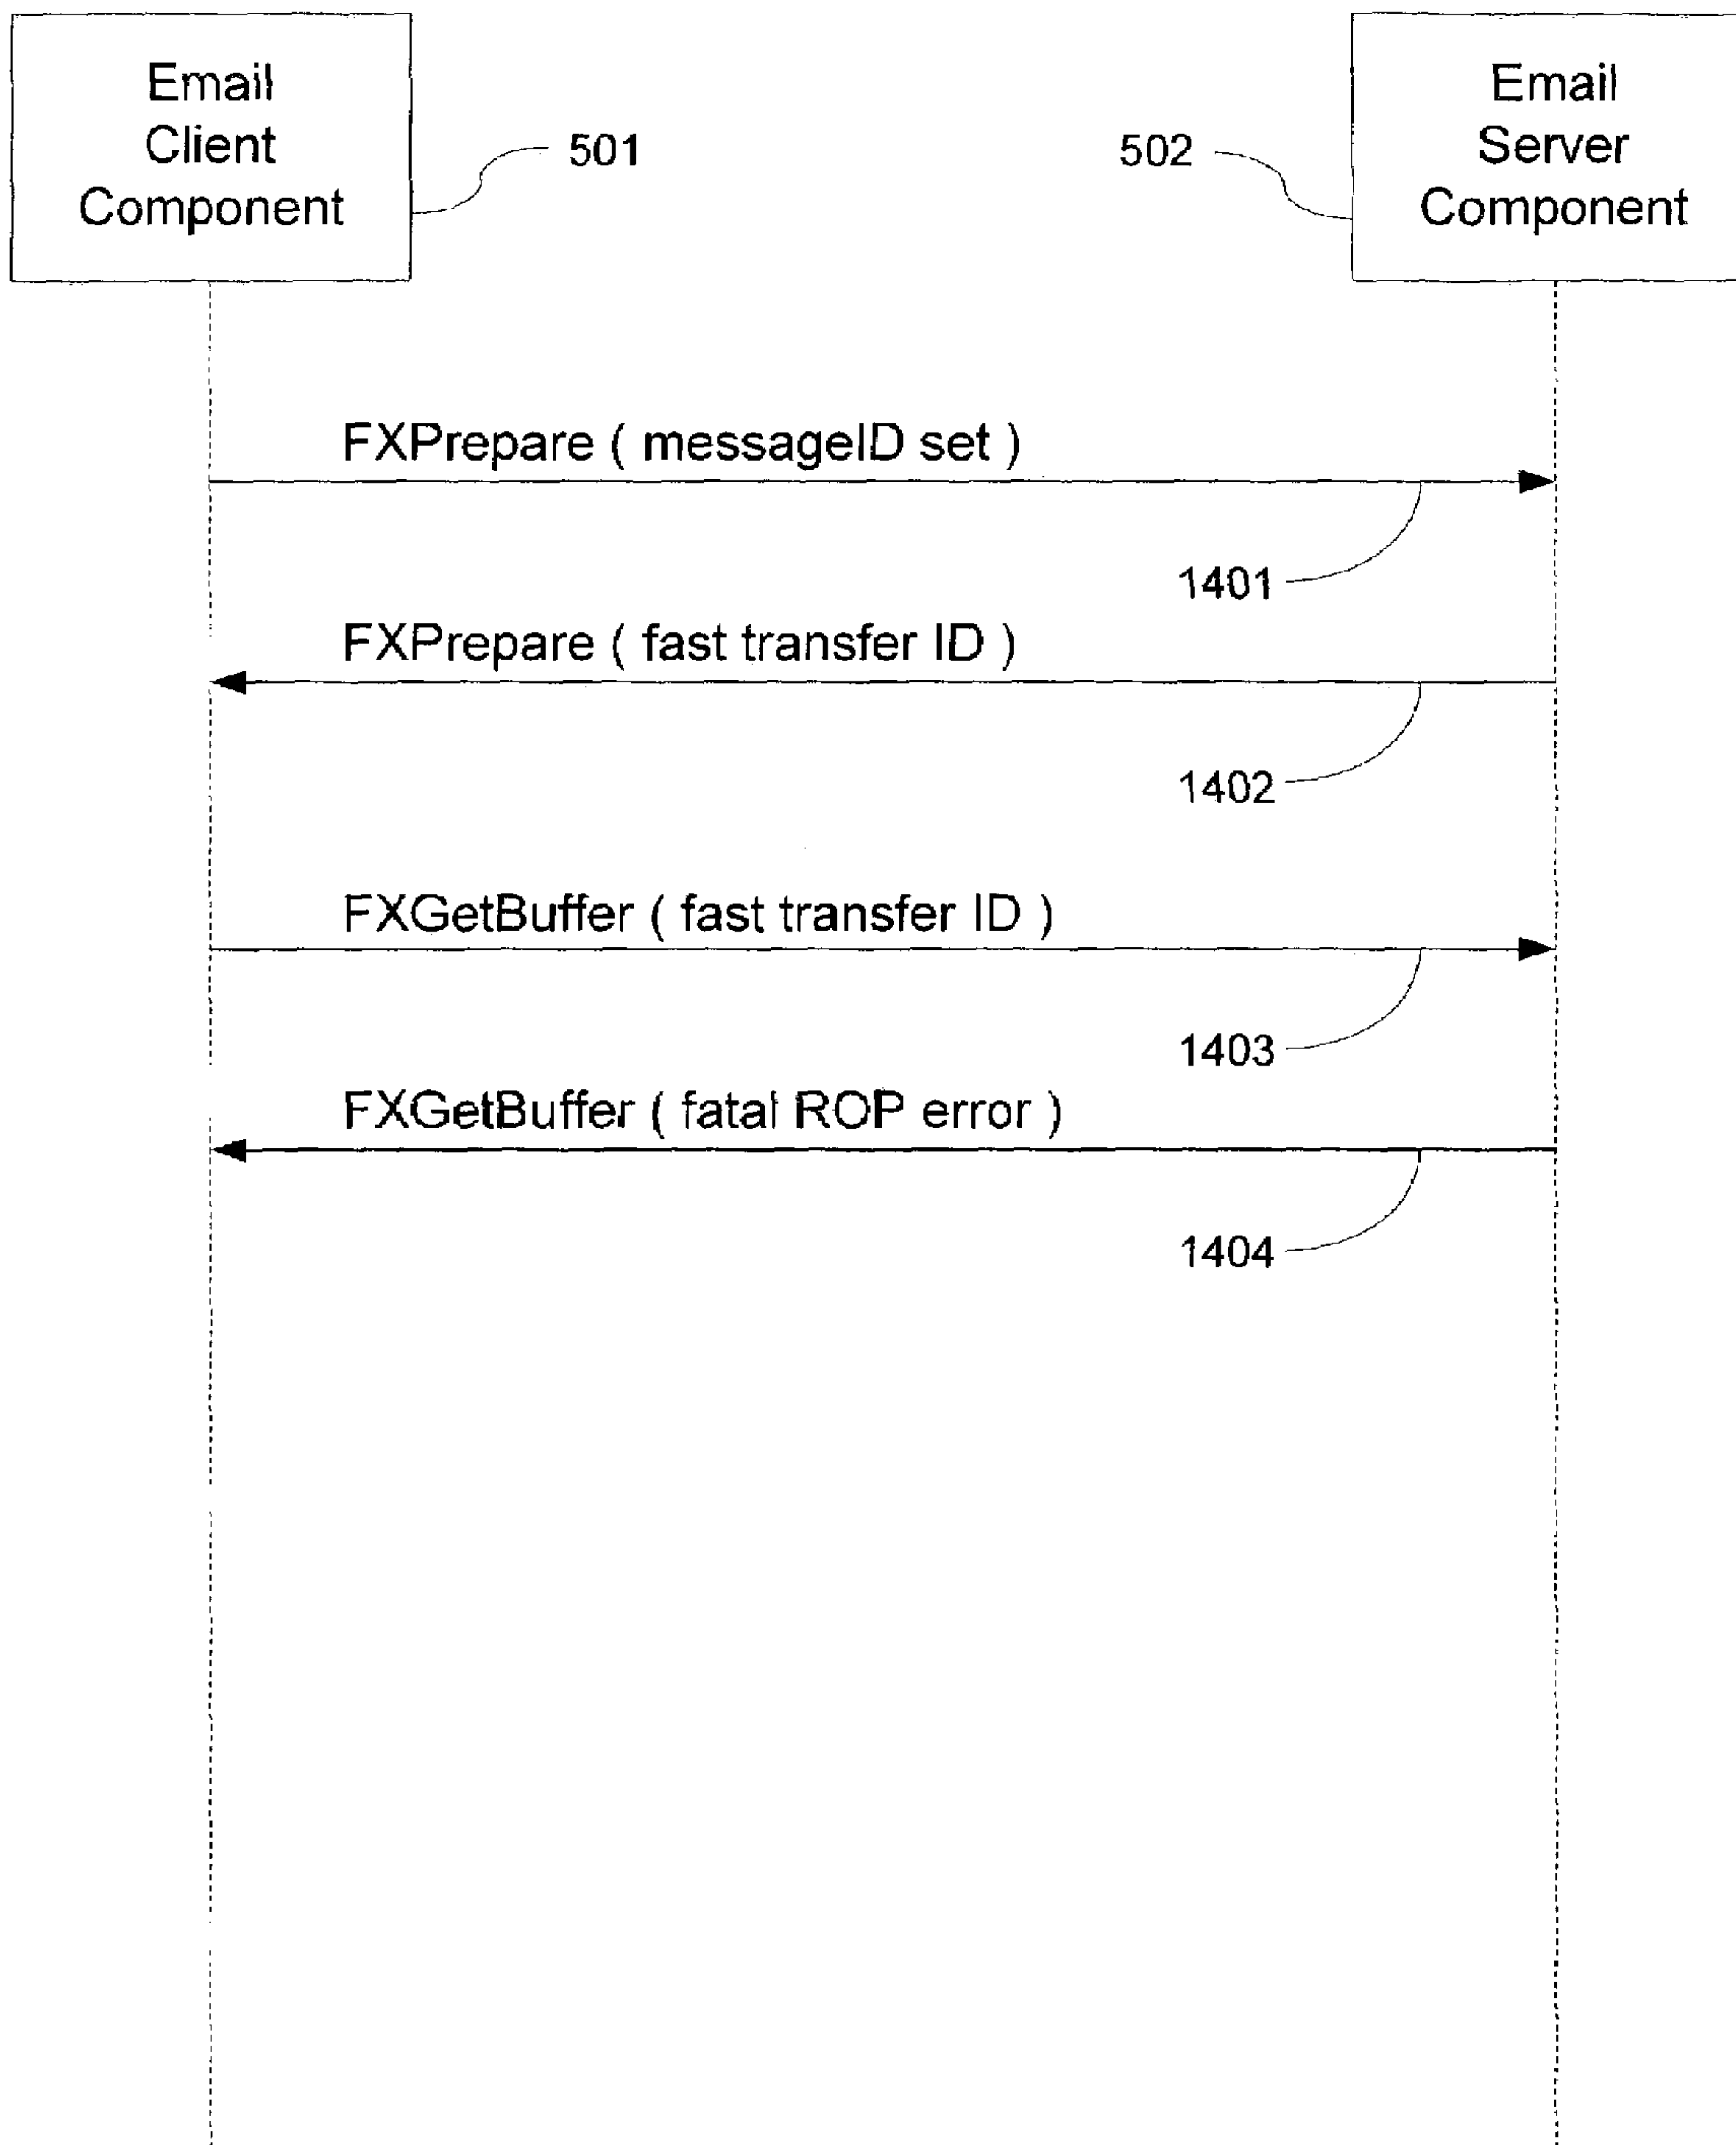 Email
Client
Component
501
502
Email
Server
Component
FXPrepare ( messageID set )
1401
FXPrepare ( fast transfer ID )
1402
FXGetBuffer ( fast transfer ID )
1403
FXGetBuffer ( fatal ROP error )
1404